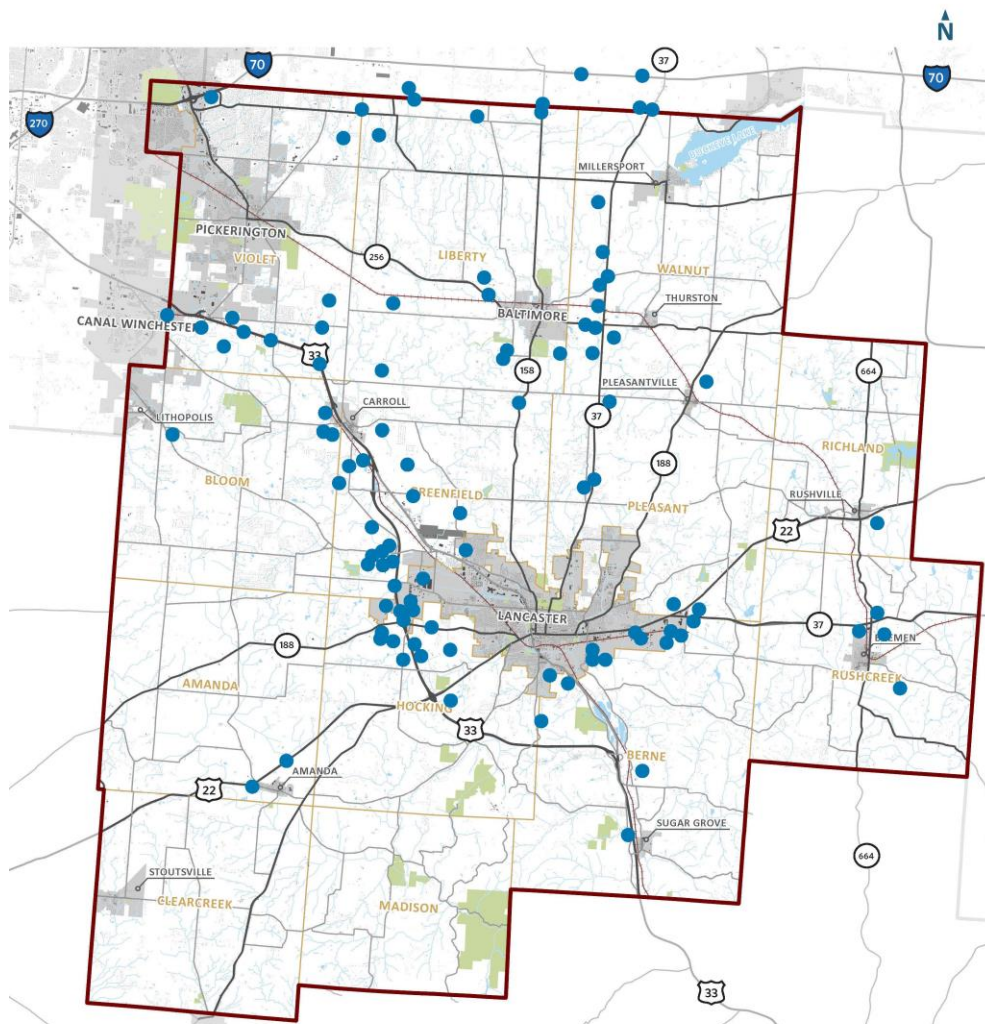 N
70
37
70
270
BUCKEYE LAKE
MILLERSPORT
PICKERINGTON
VIOLET
256
LIBERTY
WALNUT
THURSTON
BALTIMORE
CANAL WINCHESTER
33
158
664
PLEASANTVILLE
LITHOPOLIS
CARROLL
37
RICHLAND
188
BLOOM
GREENFIELD
PLEASANT
RUSHVILLE
22
LANCASTER
37
BREMEN
188
RUSHCREEK
AMANDA
HOCKING
33
BERNE
AMANDA
22
SUGAR GROVE
664
STOUTSVILLE
CLEARCREEK
MADISON
33